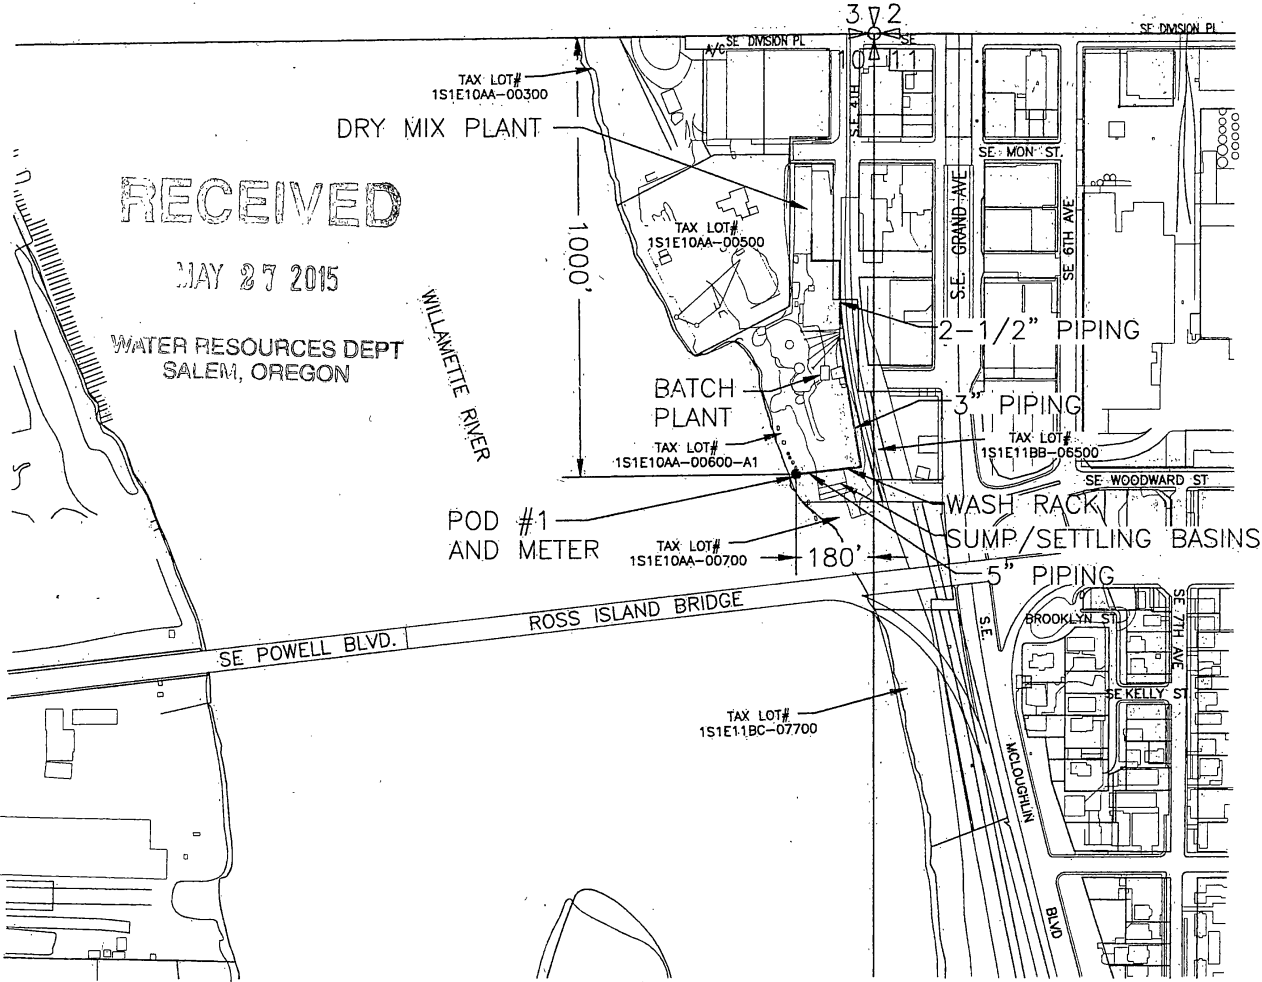 3 2
SE DIVISION PL
SE
SE DIVISION PL
A/C
10 11
TAX LOT#
1S1E10AA-00300
SE 4TH
DRY MIX PLANT
SE MON ST.
RECEIVED
MAY 27 2015
WATER RESOURCES DEPT
SALEM, OREGON
WILLAMETTE RIVER
1000'
TAX LOT#
1S1E10AA-00500
S.E. GRAND AVE
SE 6TH AVE
2-1/2" PIPING
BATCH
PLANT
3" PIPING
TAX LOT#
1S1E10AA-00600-A1
TAX LOT#
1S1E11BB-06500
SE WOODWARD ST
WASH RACK
POD #1
AND METER
SUMP/SETTLING BASINS
TAX LOT#
1S1E10AA-00700
180'
5" PIPING
ROSS ISLAND BRIDGE
SE POWELL BLVD.
S.E.
BROOKLYN ST
SE 7TH AVE
SE KELLY ST
TAX LOT#
1S1E11BC-07700
MCLOUGHLIN
BLVD